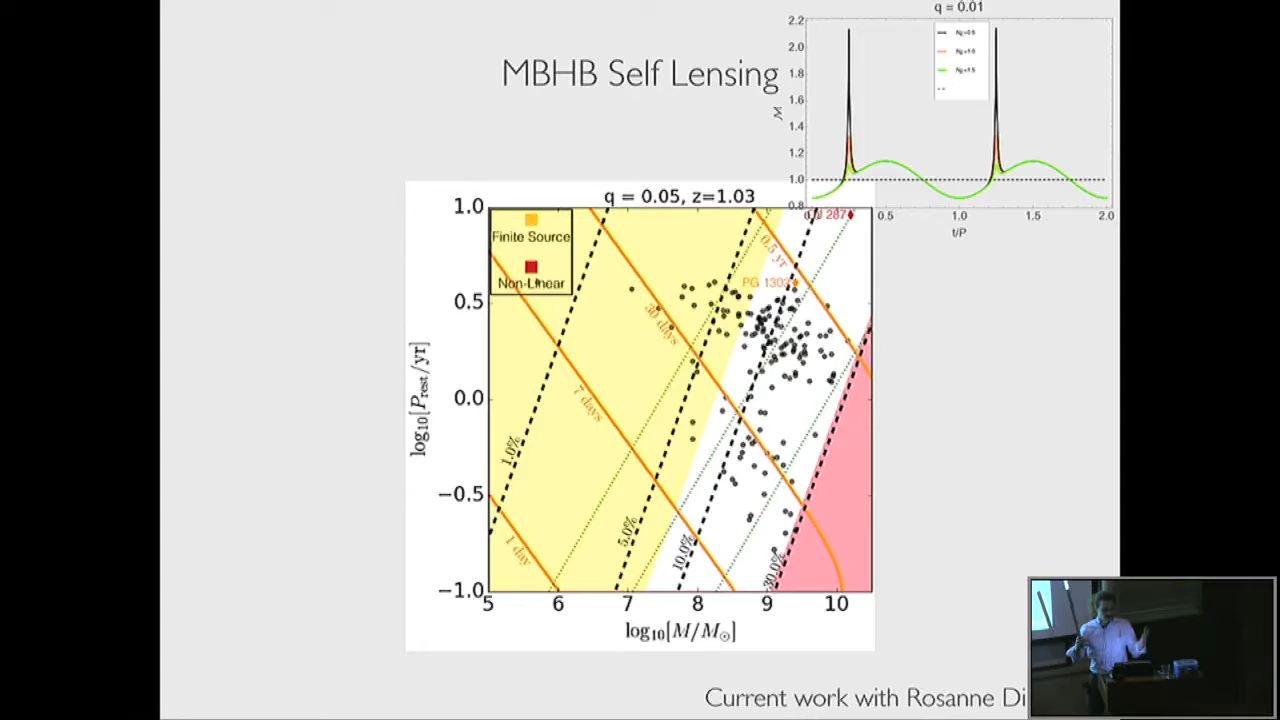 q = 0.01
MBHB Self Lensing
2.2
2.0
1.8
1.6
1.4
1.2
1.0
0.8
ℳ
0.5
1.0
1.5
2.0
t/P
q = 0.05, z=1.03
1.0
0.5
0.0
−0.5
−1.0
log₁₀[P_rest/yr]
Finite Source
Non-Linear
287
PG 1302
0.5 yr
30 days
7 days
1 day
1.0%
5.0%
10.0%
30.0%
5
6
7
8
9
10
log₁₀[M/M⊙]
Current work with Rosanne Di